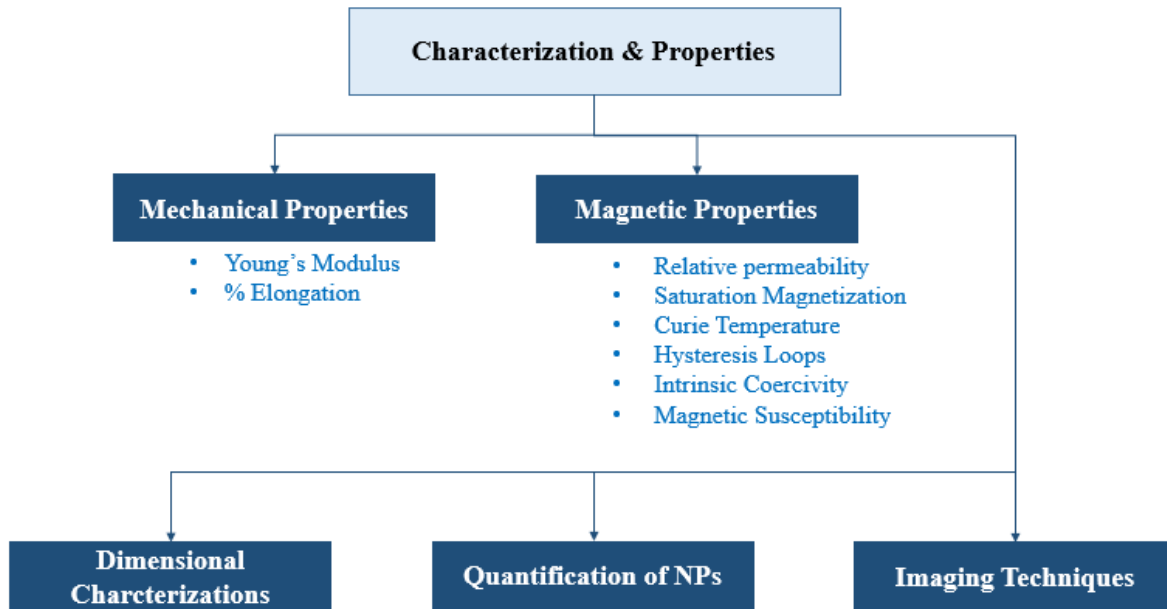 Characterization & Properties
Mechanical Properties
• Young's Modulus
• % Elongation
Magnetic Properties
• Relative permeability
• Saturation Magnetization
• Curie Temperature
• Hysteresis Loops
• Intrinsic Coercivity
• Magnetic Susceptibility
Dimensional
Charcterizations
Quantification of NPs
Imaging Techniques